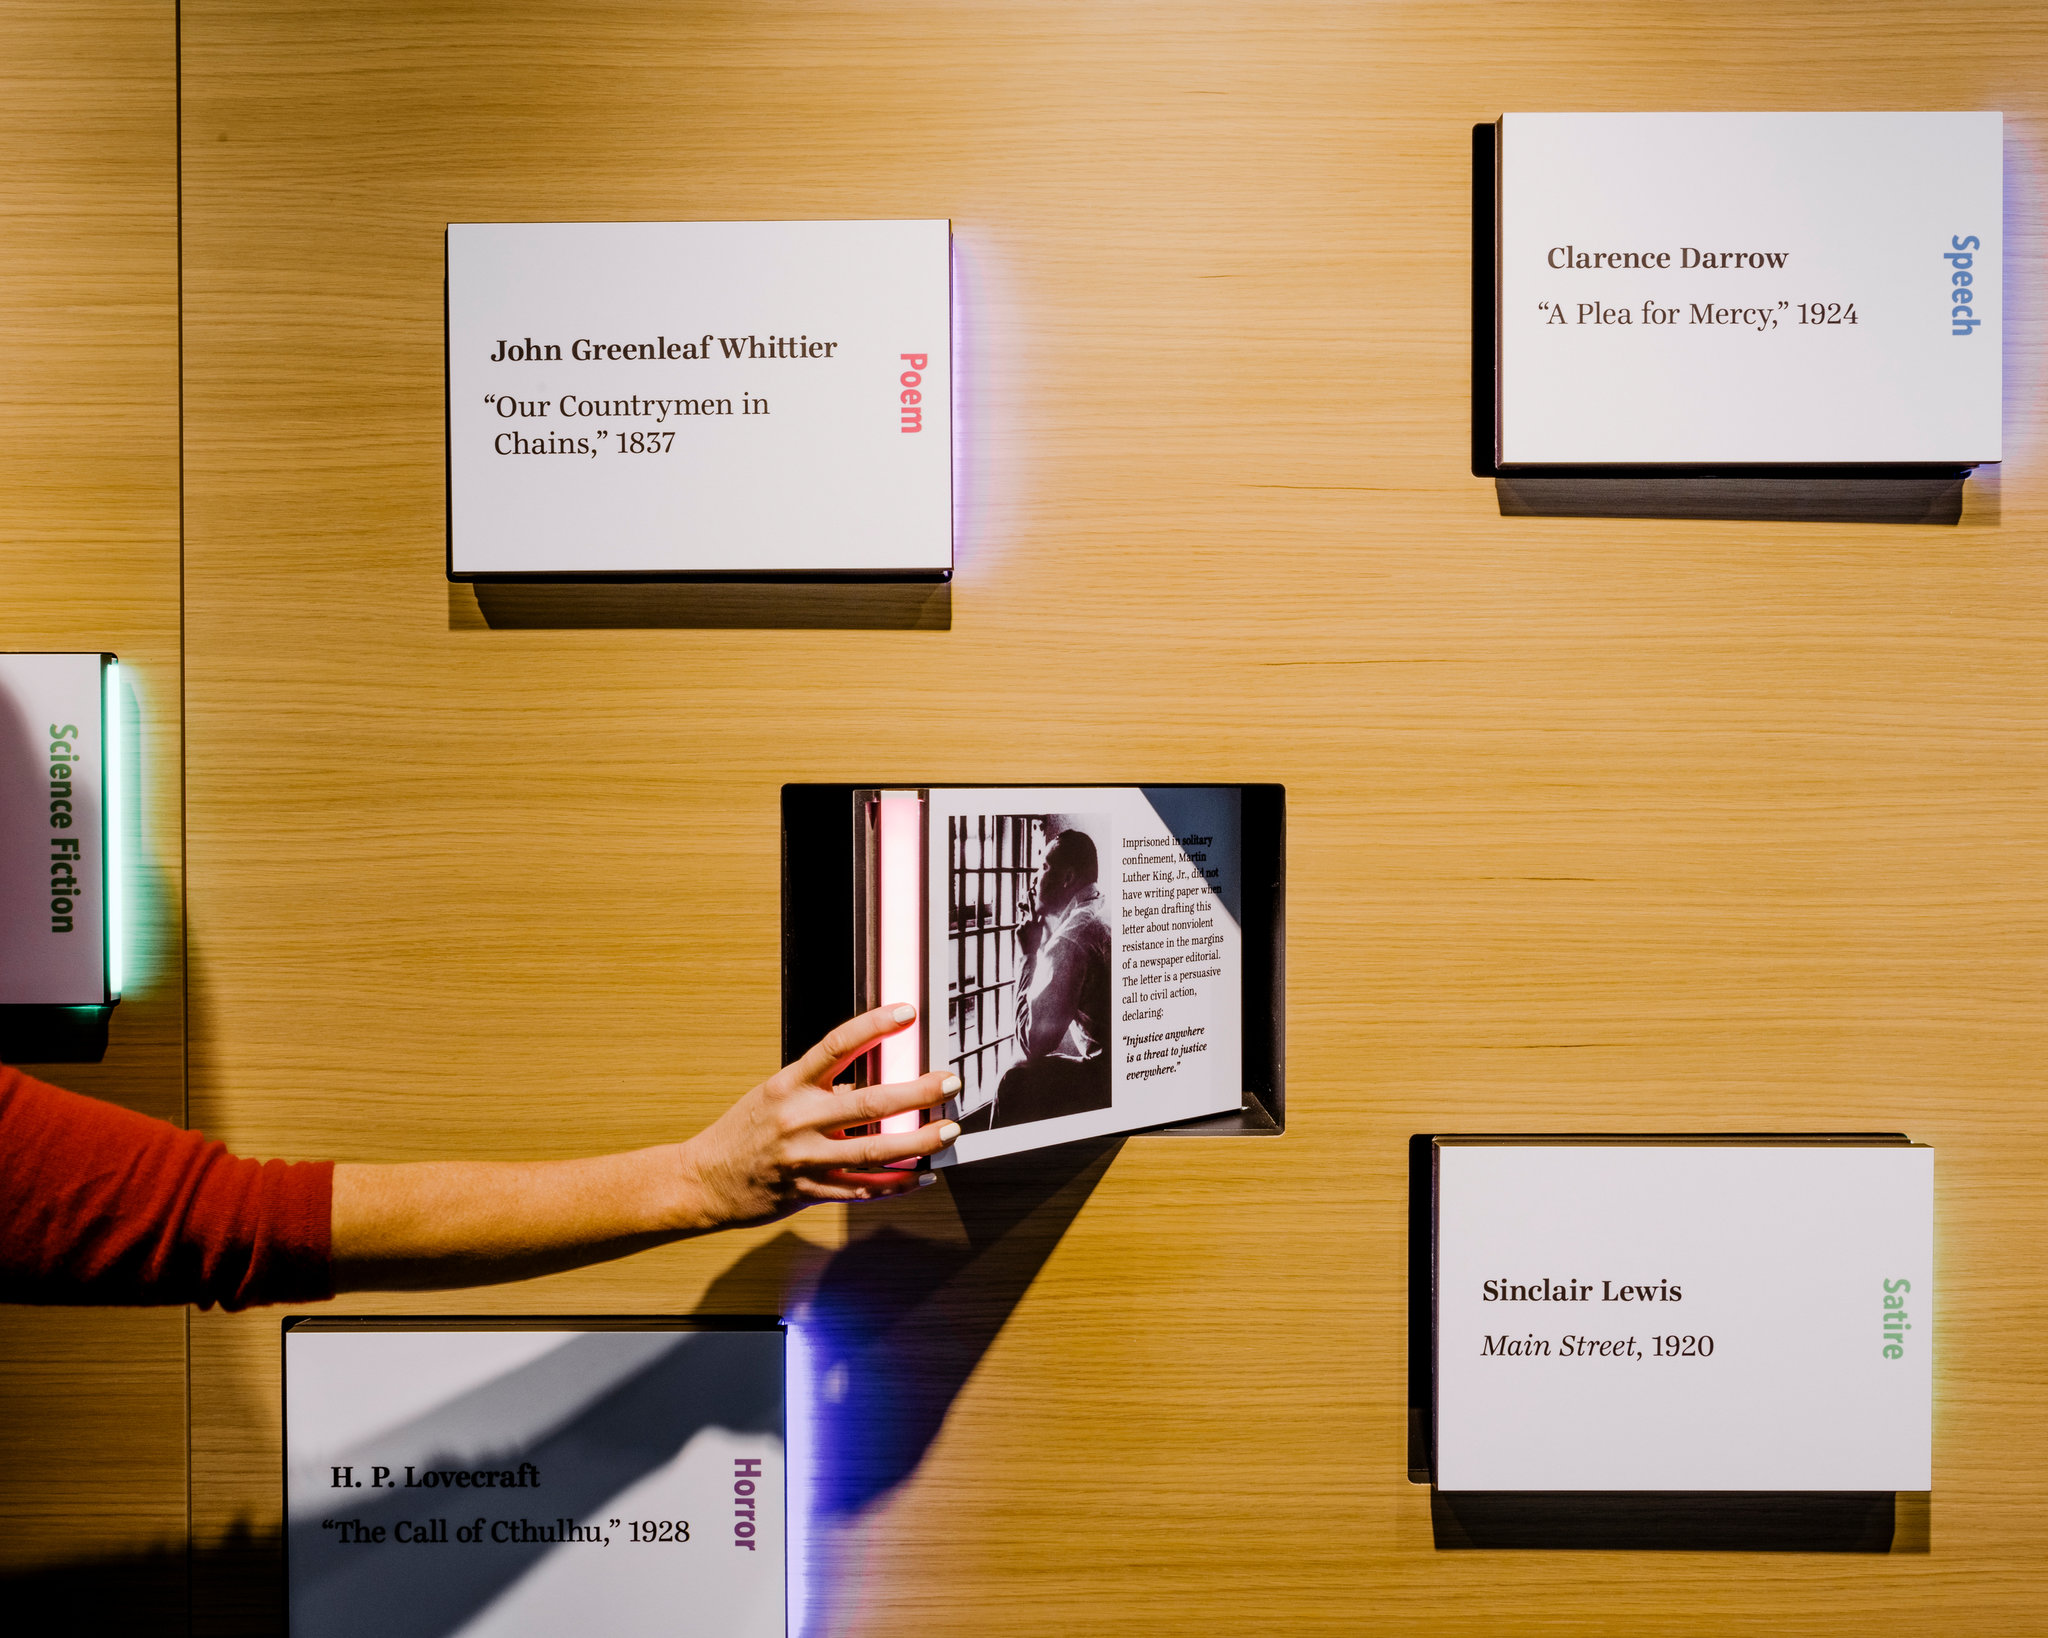 Clarence Darrow
“A Plea for Mercy,” 1924
Speech
John Greenleaf Whittier
“Our Countrymen in
Chains,” 1837
Poem
Science Fiction
Imprisoned in solitary
confinement, Martin
Luther King, Jr., did not
have writing paper when
he began drafting this
letter about nonviolent
resistance in the margins
of a newspaper editorial.
The letter is a persuasive
call to civil action,
declaring:
“Injustice anywhere
is a threat to justice
everywhere.”
Sinclair Lewis
Main Street, 1920
Satire
H. P. Lovecraft
“The Call of Cthulhu,” 1928
Horror